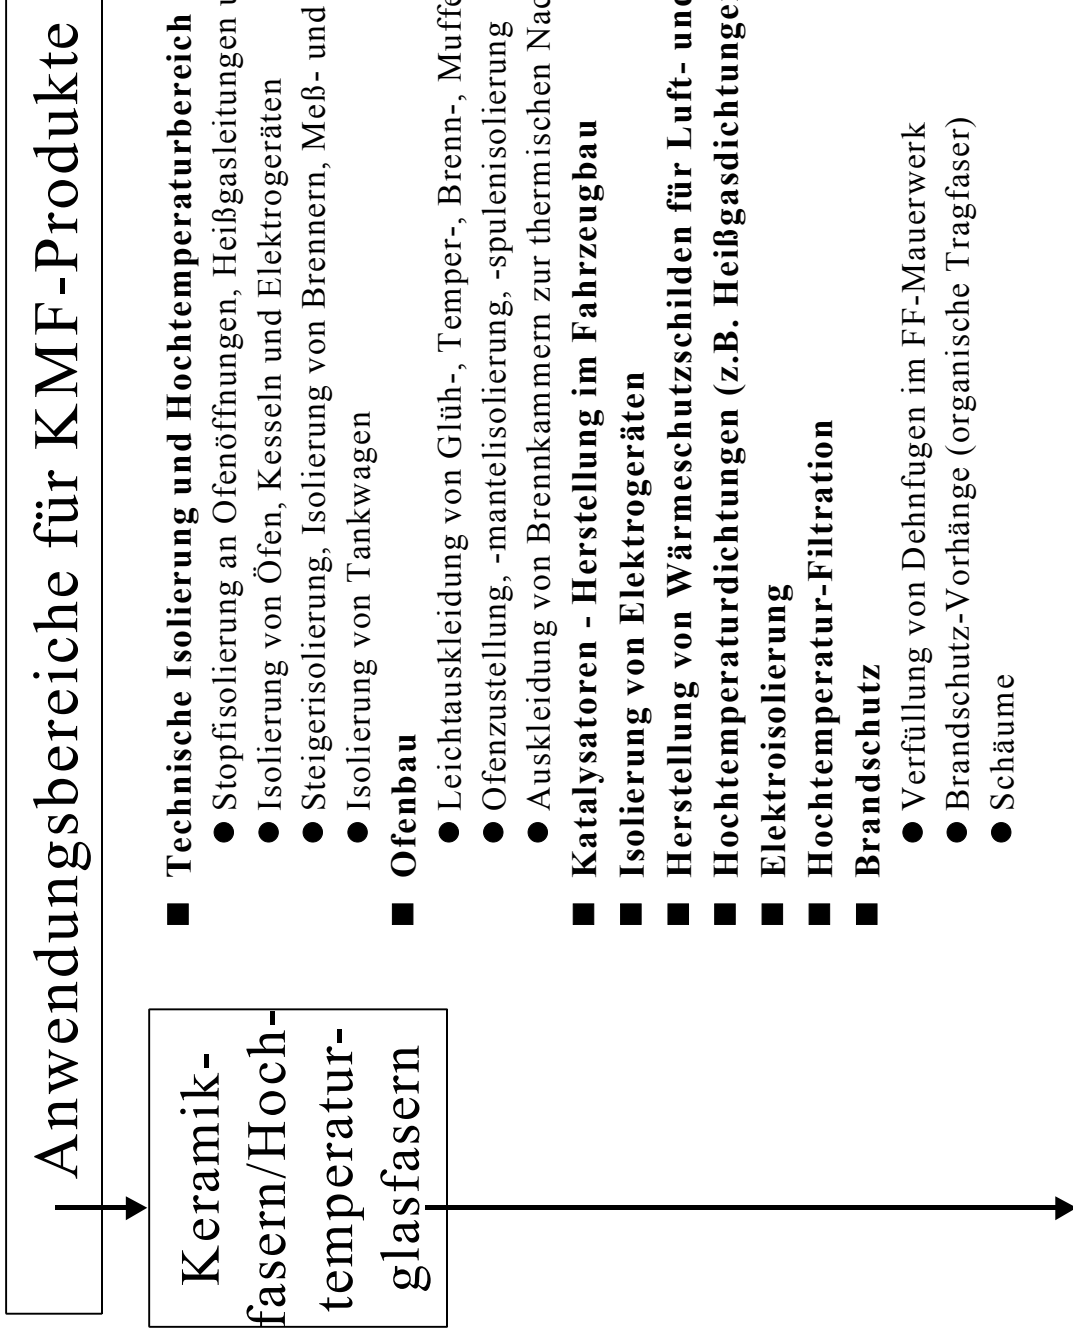 Anwendungsbereiche für KMF-Produkte
Keramik-
fasern/Hoch-
temperatur-
glasfasern
■ Technische Isolierung und Hochtemperaturbereich
● Stopfisolierung an Ofenöffnungen, Heißgasleitungen
● Isolierung von Öfen, Kesseln und Elektrogeräten
● Steigerisolierung, Isolierung von Brennern, Meß- und
● Isolierung von Tankwagen
■ Ofenbau
● Leichtauskleidung von Glüh-, Temper-, Brenn-,
● Ofenzustellung, -mantelisolierung, -spulenisolierung
● Auskleidung von Brennkammern zur thermischen
■ Katalysatoren - Herstellung im Fahrzeugbau
■ Isolierung von Elektrogeräten
■ Herstellung von Wärmeschutzschilden für Luft- und
■ Hochtemperaturdichtungen (z.B. Heißgasdichtungen
■ Elektroisolierung
■ Hochtemperatur-Filtration
■ Brandschutz
● Verfüllung von Dehnfugen im FF-Mauerwerk
● Brandschutz-Vorhänge (organische Tragfaser)
● Schäume